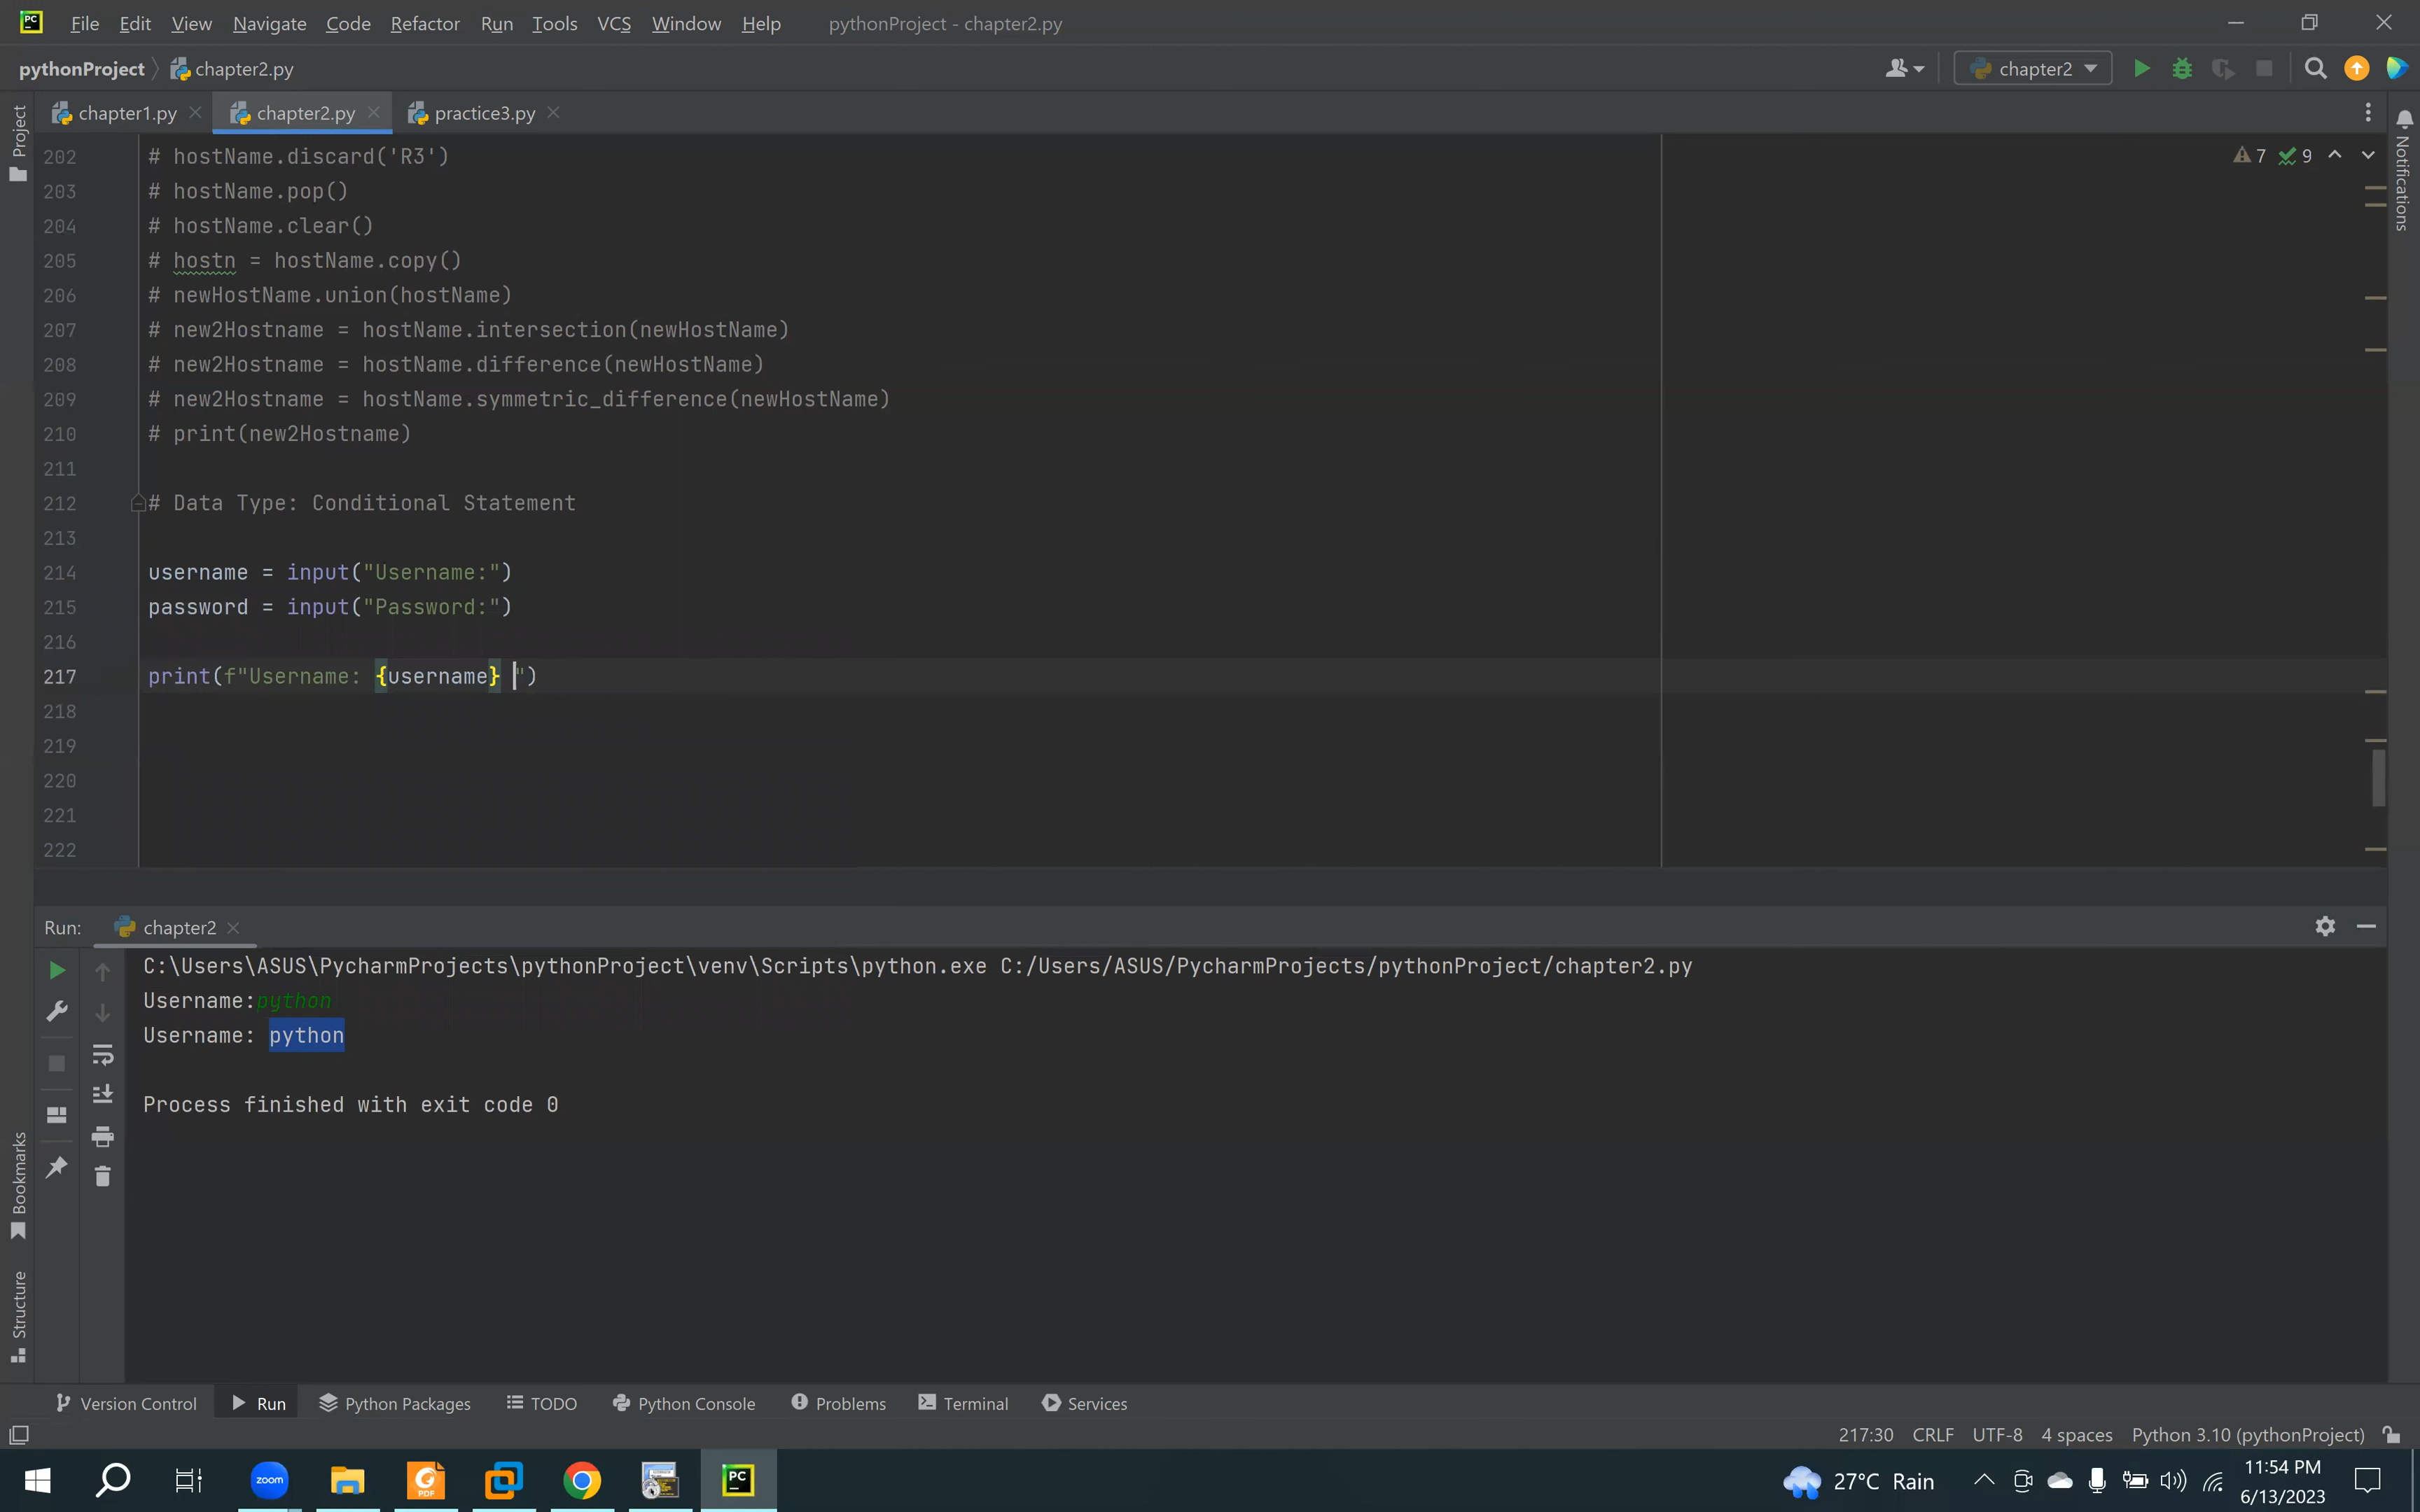 PC File Edit View Navigate Code Refactor Run Tools VCS Window Help pythonProject - chapter2.py
pythonProject chapter2.py chapter2
chapter1.py chapter2.py practice3.py
Project
Notifications
7 9
202 # hostName.discard('R3')
203 # hostName.pop()
204 # hostName.clear()
205 # hostn = hostName.copy()
206 # newHostName.union(hostName)
207 # new2Hostname = hostName.intersection(newHostName)
208 # new2Hostname = hostName.difference(newHostName)
209 # new2Hostname = hostName.symmetric_difference(newHostName)
210 # print(new2Hostname)
211
212 # Data Type: Conditional Statement
213
214 username = input("Username:")
215 password = input("Password:")
216
217 print(f"Username: {username} ")
218
219
220
221
222
Run: chapter2
C:\Users\ASUS\PycharmProjects\pythonProject\venv\Scripts\python.exe C:/Users/ASUS/PycharmProjects/pythonProject/chapter2.py
Username:python
Username: python
Process finished with exit code 0
Bookmarks
Structure
Version Control Run Python Packages TODO Python Console Problems Terminal Services
217:30 CRLF UTF-8 4 spaces Python 3.10 (pythonProject)
zoom PDF PC 27°C Rain 11:54 PM
6/13/2023